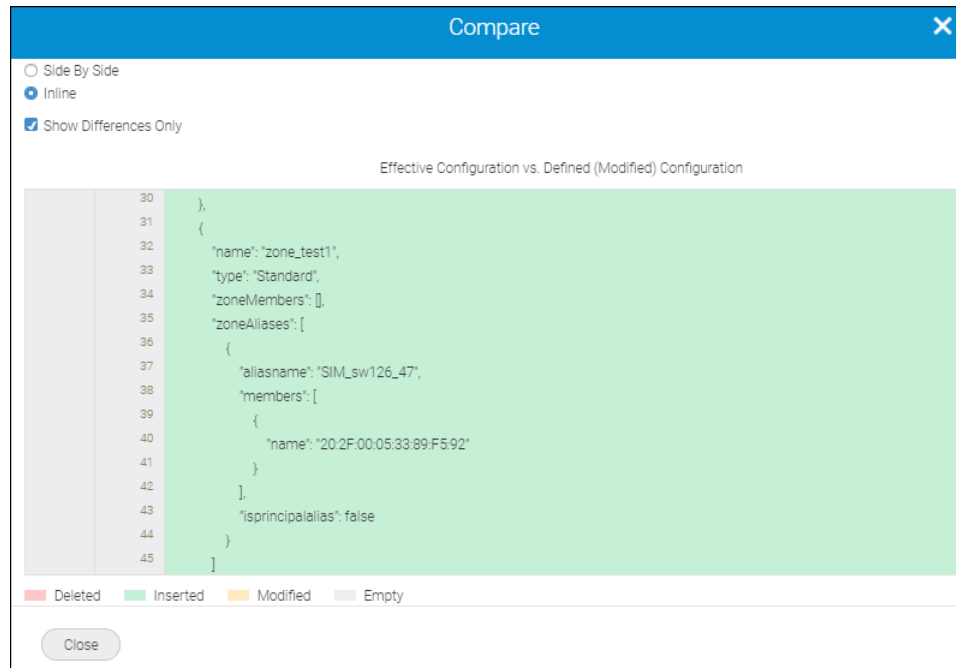 Compare
Side By Side
Inline
Show Differences Only
Effective Configuration vs. Defined (Modified) Configuration
30 },
31 {
32 "name": "zone_test1",
33 "type": "Standard",
34 "zoneMembers": [],
35 "zoneAliases": [
36 {
37 "aliasname": "SIM_sw126_47",
38 "members": [
39 {
40 "name": "20:2F:00:05:33:89:F5:92"
41 }
42 ],
43 "isprincipalalias": false
44 }
45 ]
Deleted Inserted Modified Empty
Close